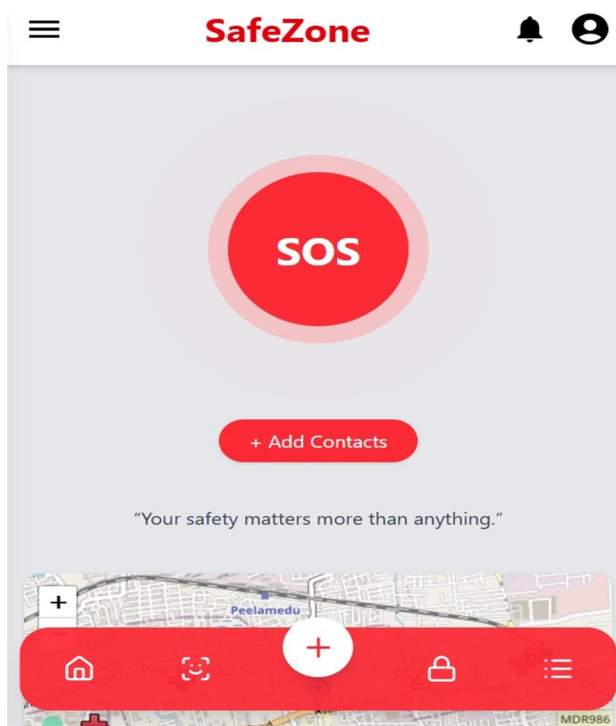 SafeZone
SOS
+ Add Contacts
“Your safety matters more than anything.”
+
Peelamedu
+
MDR986